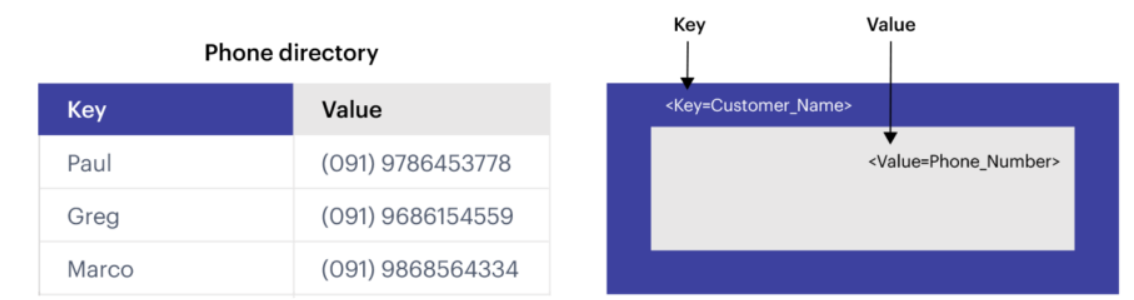 Phone directory
Key Value
Paul (091) 9786453778
Greg (091) 9686154559
Marco (091) 9868564334
Key Value
<Key=Customer_Name>
<Value=Phone_Number>